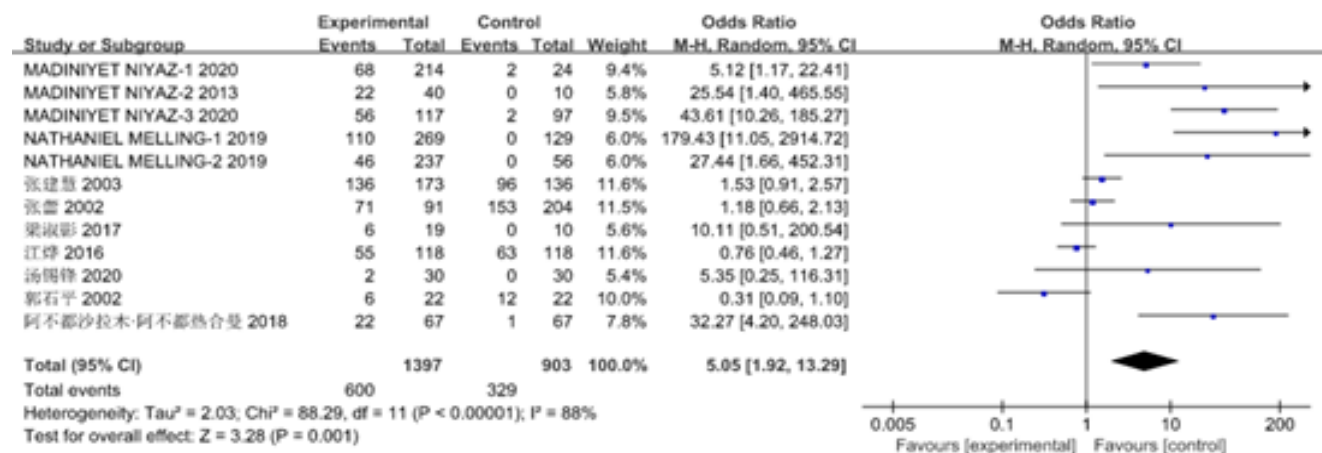 Experimental Control Odds Ratio Odds Ratio
Study or Subgroup Events Total Events Total Weight M-H, Random, 95% CI M-H, Random, 95% CI
MADINIYET NIYAZ-1 2020 68 214 2 24 9.4% 5.12 [1.17, 22.41]
MADINIYET NIYAZ-2 2013 22 40 0 10 5.8% 25.54 [1.40, 465.55]
MADINIYET NIYAZ-3 2020 56 117 2 97 9.6% 43.61 [10.26, 185.27]
NATHANIEL MELLING-1 2019 110 269 0 129 6.0% 179.43 [11.05, 2914.72]
NATHANIEL MELLING-2 2019 46 237 0 56 6.0% 27.44 [1.66, 452.31]
张建慧 2003 136 173 96 136 11.6% 1.53 [0.91, 2.57]
张蕾 2002 71 91 153 204 11.5% 1.18 [0.66, 2.13]
梁淑影 2017 6 19 0 10 5.6% 10.11 [0.51, 200.54]
江烨 2016 55 118 63 118 11.6% 0.76 [0.46, 1.27]
汤锡锋 2020 2 30 0 30 5.4% 5.35 [0.25, 116.31]
郭石平 2002 6 22 12 22 10.0% 0.31 [0.09, 1.10]
阿不都沙拉木·阿不都热合曼 2018 22 67 1 67 7.8% 32.27 [4.20, 248.03]
Total (95% CI) 1397 903 100.0% 5.05 [1.92, 13.29]
Total events 600 329
Heterogeneity: Tau² = 2.03; Chi² = 88.29, df = 11 (P < 0.00001); I² = 88%
Test for overall effect: Z = 3.28 (P = 0.001)
0.005 0.1 1 10 200
Favours [experimental] Favours [control]